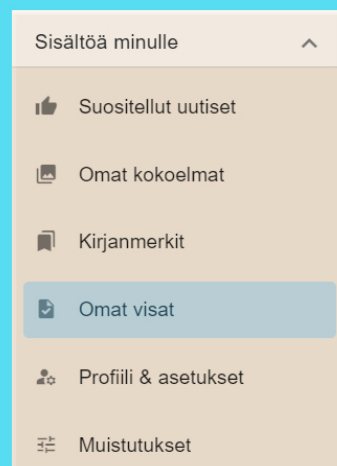 Sisältöä minulle
Suositellut uutiset
Omat kokoelmat
Kirjanmerkit
Omat visat
Profiili & asetukset
Muistutukset